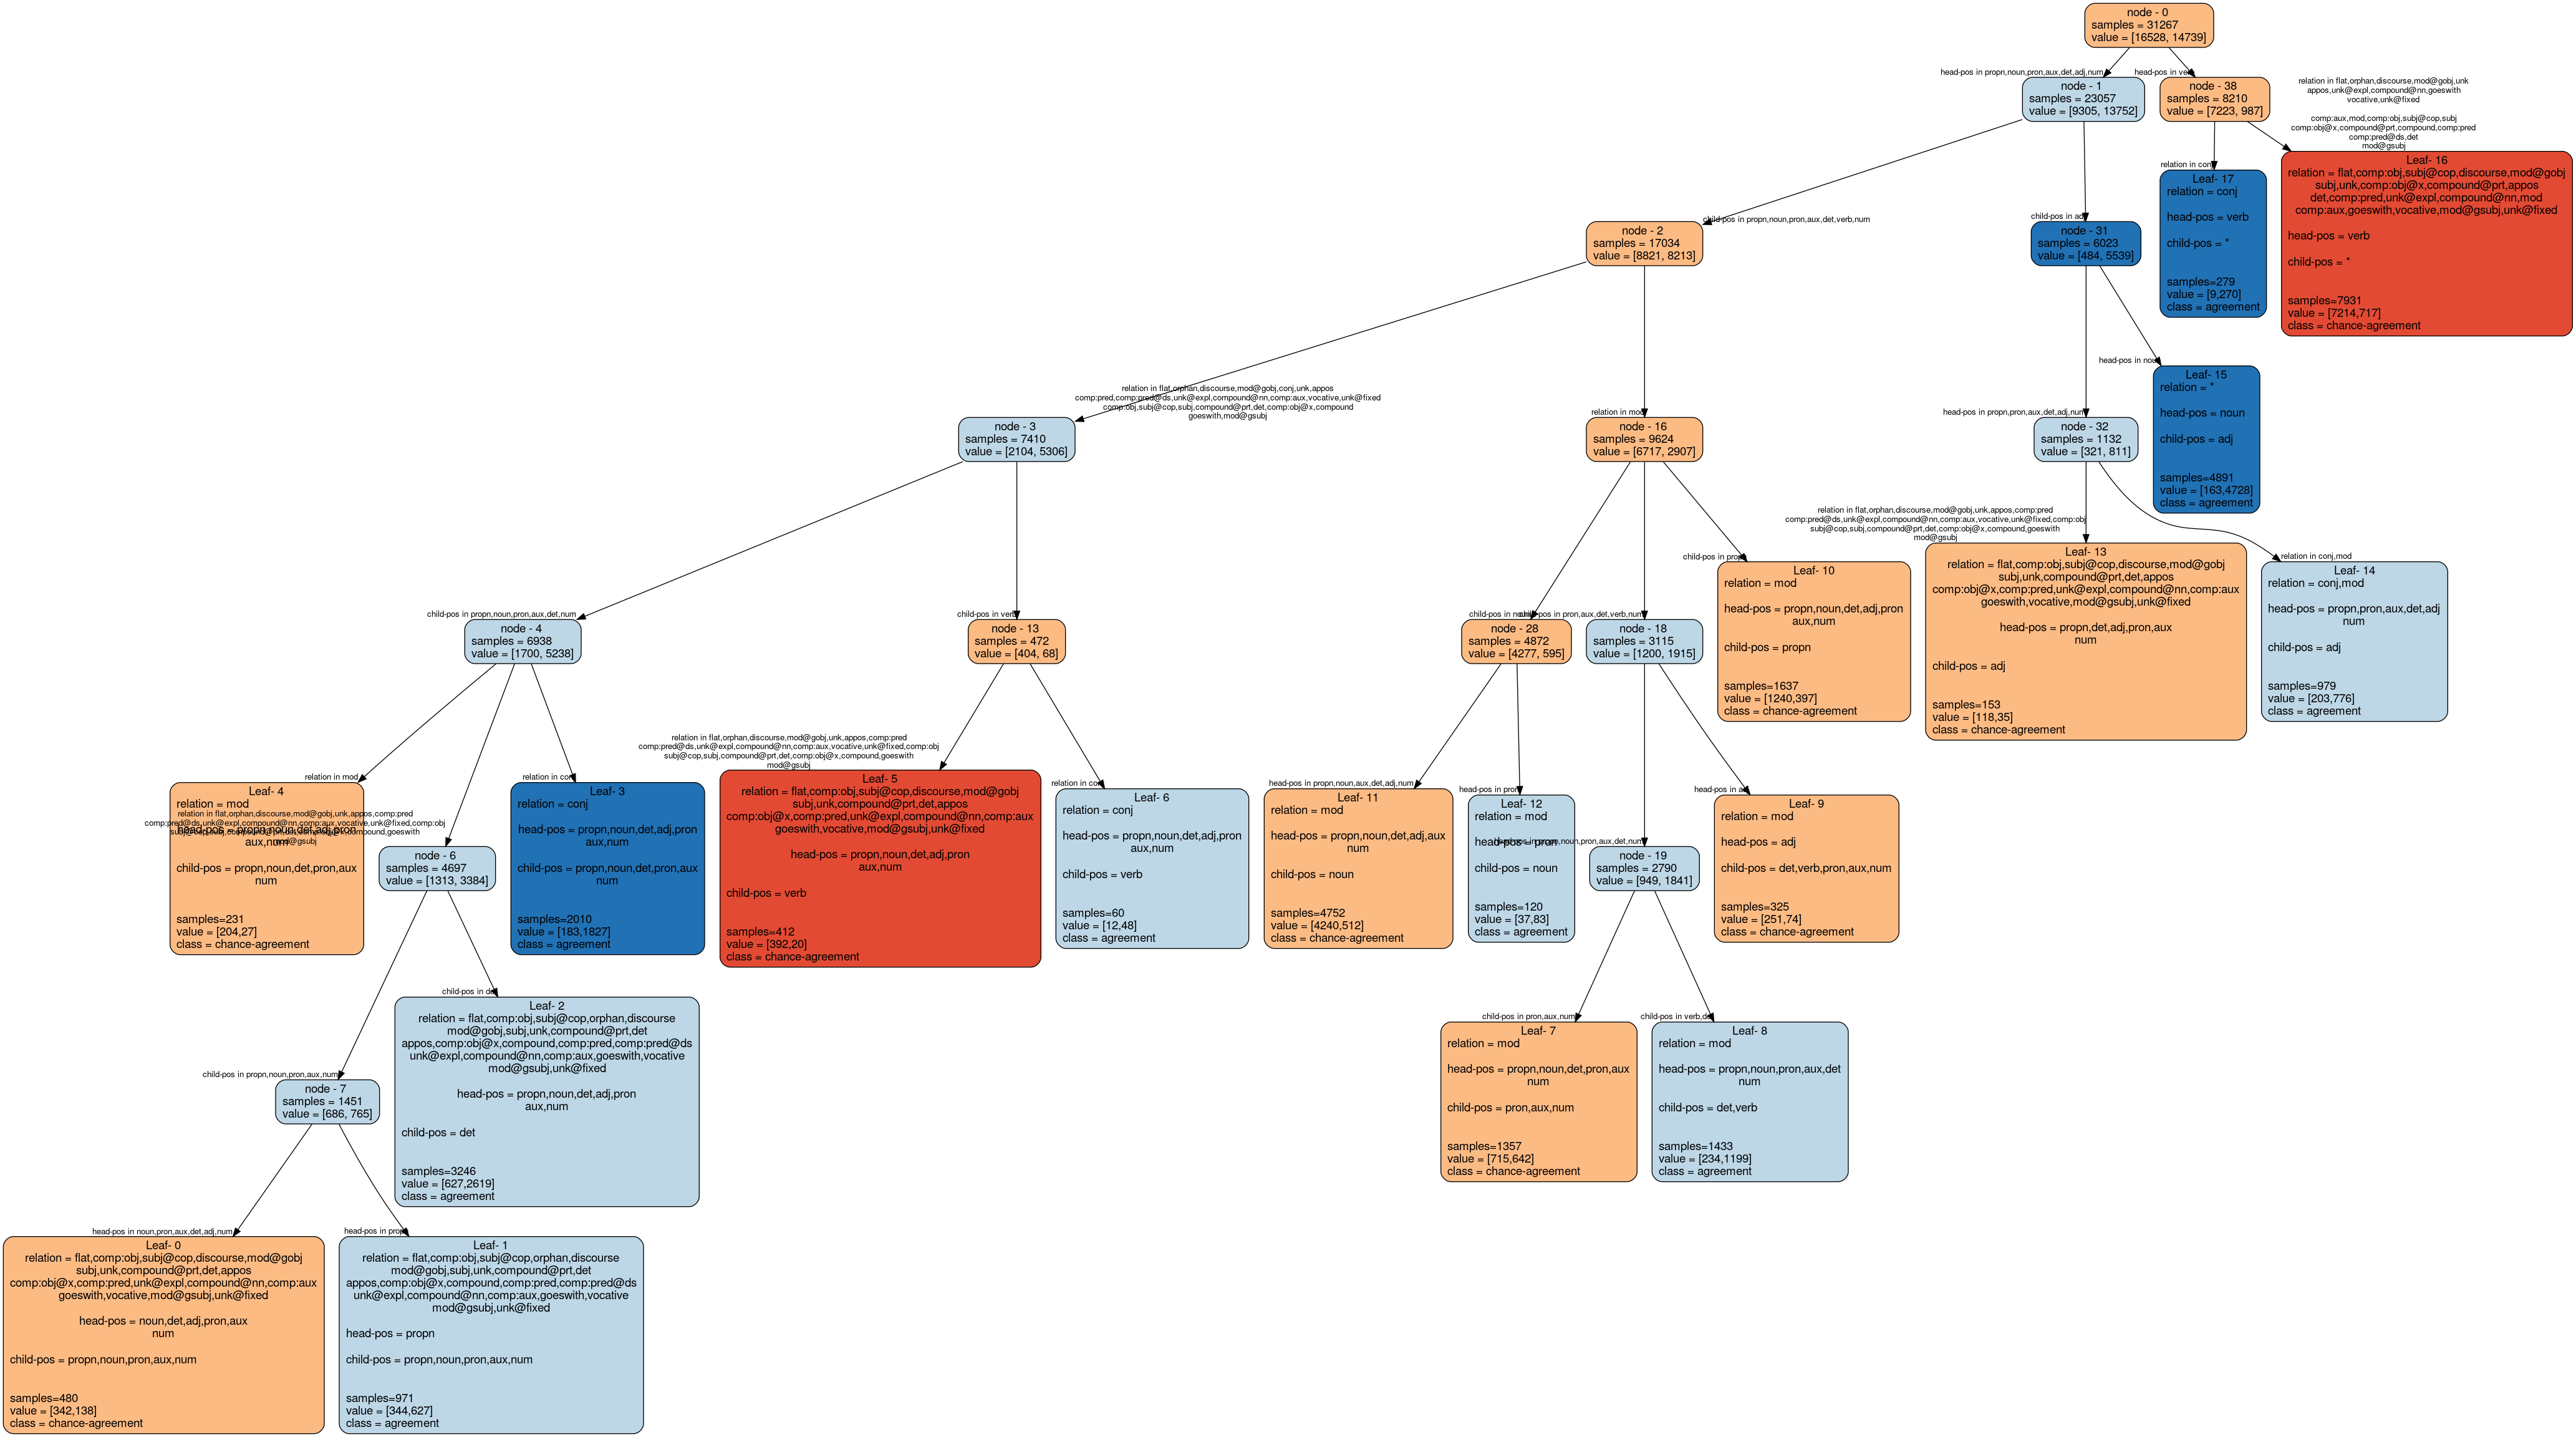 node - 0
samples = 31267
value = [16528, 14739]
head-pos in propn,noun,pron,aux,det,adj,num
head-pos in
node - 1
samples = 23057
value = [9305, 13752]
node - 38
samples = 8210
value = [7223, 987]
relation in flat,orphan,discourse,mod@gobj,unk
appos,unk@expl,compound@nn,goeswith
vocative,unk@fixed
comp:aux,mod,comp:obj,subj@cop,subj
comp:obj@x,compound@prt,compound,comp:pred
comp:pred@ds,det
mod@gsubj
relation in
Leaf- 17
relation = conj
head-pos = verb
child-pos = *
samples=279
value = [9,270]
class = agreement
Leaf- 16
relation = flat,comp:obj,subj@cop,discourse,mod@gobj
subj,unk,comp:obj@x,compound@prt,appos
det,comp:pred,unk@expl,compound@nn,mod
comp:aux,goeswith,vocative,mod@gsubj,unk@fixed
head-pos = verb
child-pos = *
samples=7931
value = [7214,717]
class = chance-agreement
child-pos in propn,noun,pron,aux,det,verb,num
child-pos in
node - 2
samples = 17034
value = [8821, 8213]
node - 31
samples = 6023
value = [484, 5539]
head-pos in
Leaf- 15
relation = *
head-pos = noun
child-pos = adj
samples=4891
value = [163,4728]
class = agreement
relation in flat,orphan,discourse,mod@gobj,conj,unk,appos
comp:pred,comp:pred@ds,unk@expl,compound@nn,comp:aux,vocative,unk@fixed
comp:obj,subj@cop,subj,compound@prt,det,comp:obj@x,compound
goeswith,mod@gsubj
relation in mod
head-pos in propn,pron,aux,det,adj,num
node - 3
samples = 7410
value = [2104, 5306]
node - 16
samples = 9624
value = [6717, 2907]
node - 32
samples = 1132
value = [321, 811]
relation in flat,orphan,discourse,mod@gobj,unk,appos,comp:pred
comp:pred@ds,unk@expl,compound@nn,comp:aux,vocative,unk@fixed,comp:obj
subj@cop,subj,compound@prt,det,comp:obj@x,compound,goeswith
mod@gsubj
relation in conj,mod
Leaf- 13
relation = flat,comp:obj,subj@cop,discourse,mod@gobj
subj,unk,compound@prt,det,appos
comp:obj@x,comp:pred,unk@expl,compound@nn,comp:aux
goeswith,vocative,mod@gsubj,unk@fixed
head-pos = propn,det,adj,pron,aux
num
child-pos = adj
samples=153
value = [118,35]
class = chance-agreement
Leaf- 14
relation = conj,mod
head-pos = propn,pron,aux,det,adj
num
child-pos = adj
samples=979
value = [203,776]
class = agreement
child-pos in propn,noun,pron,aux,det,num
child-pos in verb
child-pos in
child-pos in pron,aux,det,verb,num
child-pos in
node - 4
samples = 6938
value = [1700, 5238]
node - 13
samples = 472
value = [404, 68]
node - 28
samples = 4872
value = [4277, 595]
node - 18
samples = 3115
value = [1200, 1915]
Leaf- 10
relation = mod
head-pos = propn,noun,det,adj,pron
aux,num
child-pos = propn
samples=1637
value = [1240,397]
class = chance-agreement
relation in mod
Leaf- 4
relation = mod
aux,num
child-pos = propn,noun,det,pron,aux
num
samples=231
value = [204,27]
class = chance-agreement
relation in flat,orphan,discourse,mod@gobj,unk,appos,comp:pred
node - 6
samples = 4697
value = [1313, 3384]
relation in
Leaf- 3
relation = conj
head-pos = propn,noun,det,adj,pron
aux,num
child-pos = propn,noun,det,pron,aux
num
samples=2010
value = [183,1827]
class = agreement
relation in flat,orphan,discourse,mod@gobj,unk,appos,comp:pred
comp:pred@ds,unk@expl,compound@nn,comp:aux,vocative,unk@fixed,comp:obj
subj@cop,subj,compound@prt,det,comp:obj@x,compound,goeswith
mod@gsubj
Leaf- 5
relation = flat,comp:obj,subj@cop,discourse,mod@gobj
subj,unk,compound@prt,det,appos
comp:obj@x,comp:pred,unk@expl,compound@nn,comp:aux
goeswith,vocative,mod@gsubj,unk@fixed
head-pos = propn,noun,det,adj,pron
aux,num
child-pos = verb
samples=412
value = [392,20]
class = chance-agreement
relation in
Leaf- 6
relation = conj
head-pos = propn,noun,det,adj,pron
aux,num
child-pos = verb
samples=60
value = [12,48]
class = agreement
head-pos in propn,noun,aux,det,adj,num
Leaf- 11
relation = mod
head-pos = propn,noun,det,adj,aux
num
child-pos = noun
samples=4752
value = [4240,512]
class = chance-agreement
head-pos in pron
Leaf- 12
relation = mod
head-pos = pron
child-pos = noun
samples=120
value = [37,83]
class = agreement
node - 19
samples = 2790
value = [949, 1841]
head-pos in
Leaf- 9
relation = mod
head-pos = adj
child-pos = det,verb,pron,aux,num
samples=325
value = [251,74]
class = chance-agreement
child-pos in
Leaf- 2
relation = flat,comp:obj,subj@cop,orphan,discourse
mod@gobj,subj,unk,compound@prt,det
appos,comp:obj@x,compound,comp:pred,comp:pred@ds
unk@expl,compound@nn,comp:aux,goeswith,vocative
mod@gsubj,unk@fixed
head-pos = propn,noun,det,adj,pron
aux,num
child-pos = det
samples=3246
value = [627,2619]
class = agreement
child-pos in pron,aux,num
Leaf- 7
relation = mod
head-pos = propn,noun,det,pron,aux
num
child-pos = pron,aux,num
samples=1357
value = [715,642]
class = chance-agreement
child-pos in
Leaf- 8
relation = mod
head-pos = propn,noun,pron,aux,det
num
child-pos = det,verb
samples=1433
value = [234,1199]
class = agreement
child-pos in propn,noun,pron,aux,num
node - 7
samples = 1451
value = [686, 765]
head-pos in noun,pron,aux,det,adj,num
Leaf- 0
relation = flat,comp:obj,subj@cop,discourse,mod@gobj
subj,unk,compound@prt,det,appos
comp:obj@x,comp:pred,unk@expl,compound@nn,comp:aux
goeswith,vocative,mod@gsubj,unk@fixed
head-pos = noun,det,adj,pron,aux
num
child-pos = propn,noun,pron,aux,num
samples=480
value = [342,138]
class = chance-agreement
head-pos in
Leaf- 1
relation = flat,comp:obj,subj@cop,orphan,discourse
mod@gobj,subj,unk,compound@prt,det
appos,comp:obj@x,compound,comp:pred,comp:pred@ds
unk@expl,compound@nn,comp:aux,goeswith,vocative
mod@gsubj,unk@fixed
head-pos = propn
child-pos = propn,noun,pron,aux,num
samples=971
value = [344,627]
class = agreement